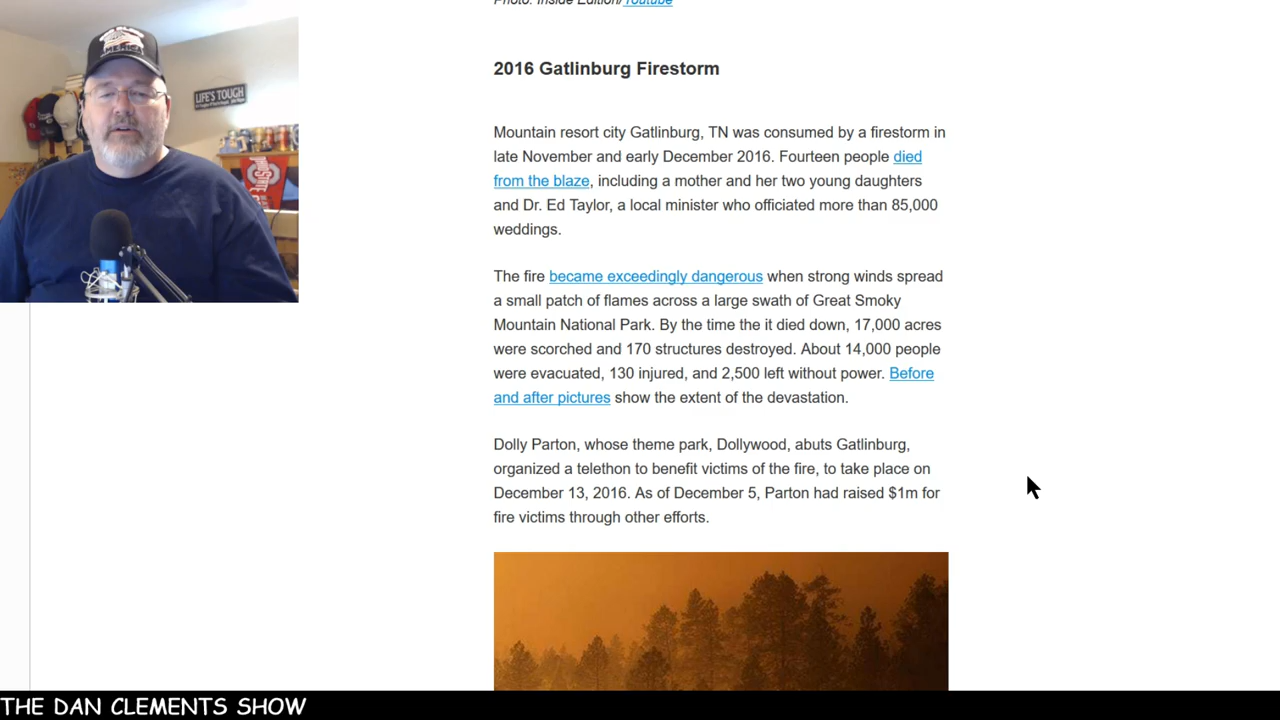 Photo: Inside Edition/Youtube
2016 Gatlinburg Firestorm
LIFE'S TOUGH
AMERICA
Mountain resort city Gatlinburg, TN was consumed by a firestorm in
late November and early December 2016. Fourteen people died
from the blaze, including a mother and her two young daughters
and Dr. Ed Taylor, a local minister who officiated more than 85,000
weddings.
The fire became exceedingly dangerous when strong winds spread
a small patch of flames across a large swath of Great Smoky
Mountain National Park. By the time the it died down, 17,000 acres
were scorched and 170 structures destroyed. About 14,000 people
were evacuated, 130 injured, and 2,500 left without power. Before
and after pictures show the extent of the devastation.
Dolly Parton, whose theme park, Dollywood, abuts Gatlinburg,
organized a telethon to benefit victims of the fire, to take place on
December 13, 2016. As of December 5, Parton had raised $1m for
fire victims through other efforts.
THE DAN CLEMENTS SHOW